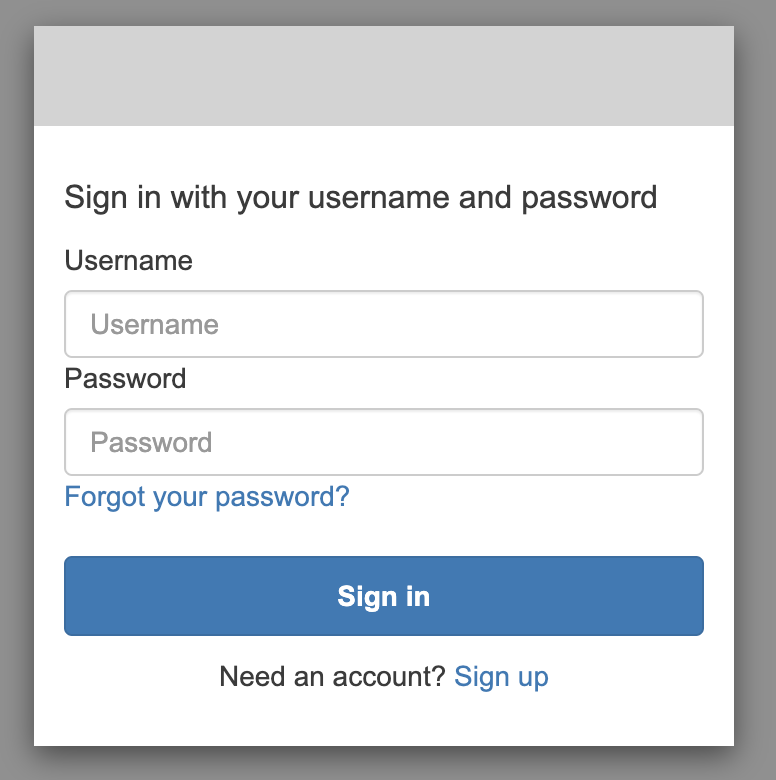 Sign in with your username and password
Username
Username
Password
Password
Forgot your password?
Sign in
Need an account? Sign up